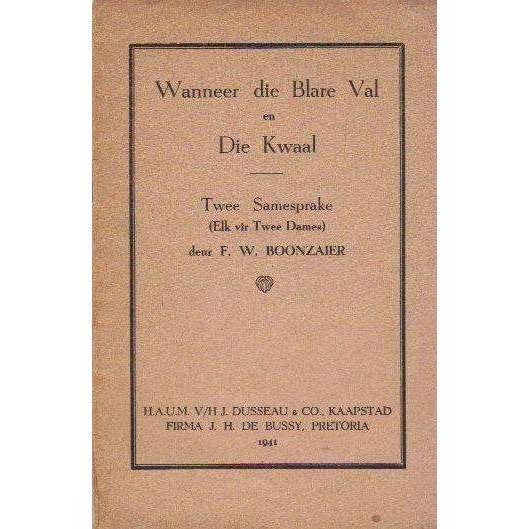 Wanneer die Blare Val
en
Die Kwaal
Twee Samesprake
(Elk vir Twee Dames)
deur F. W. BOONZAIER
H.A.U.M. V/H J. DUSSEAU & CO., KAAPSTAD
FIRMA J. H. DE BUSSY, PRETORIA
1941